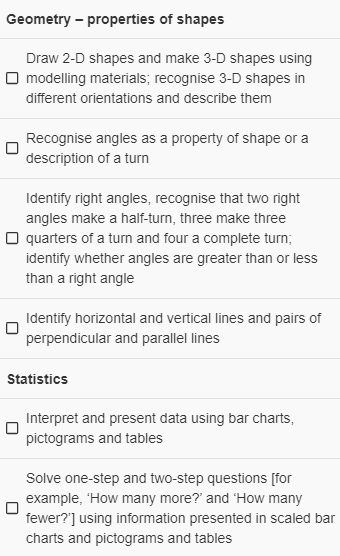 Geometry – properties of shapes
Draw 2-D shapes and make 3-D shapes using
modelling materials; recognise 3-D shapes in
different orientations and describe them
Recognise angles as a property of shape or a
description of a turn
Identify right angles, recognise that two right
angles make a half-turn, three make three
quarters of a turn and four a complete turn;
identify whether angles are greater than or less
than a right angle
Identify horizontal and vertical lines and pairs of
perpendicular and parallel lines
Statistics
Interpret and present data using bar charts,
pictograms and tables
Solve one-step and two-step questions [for
example, ‘How many more?’ and ‘How many
fewer?’] using information presented in scaled bar
charts and pictograms and tables